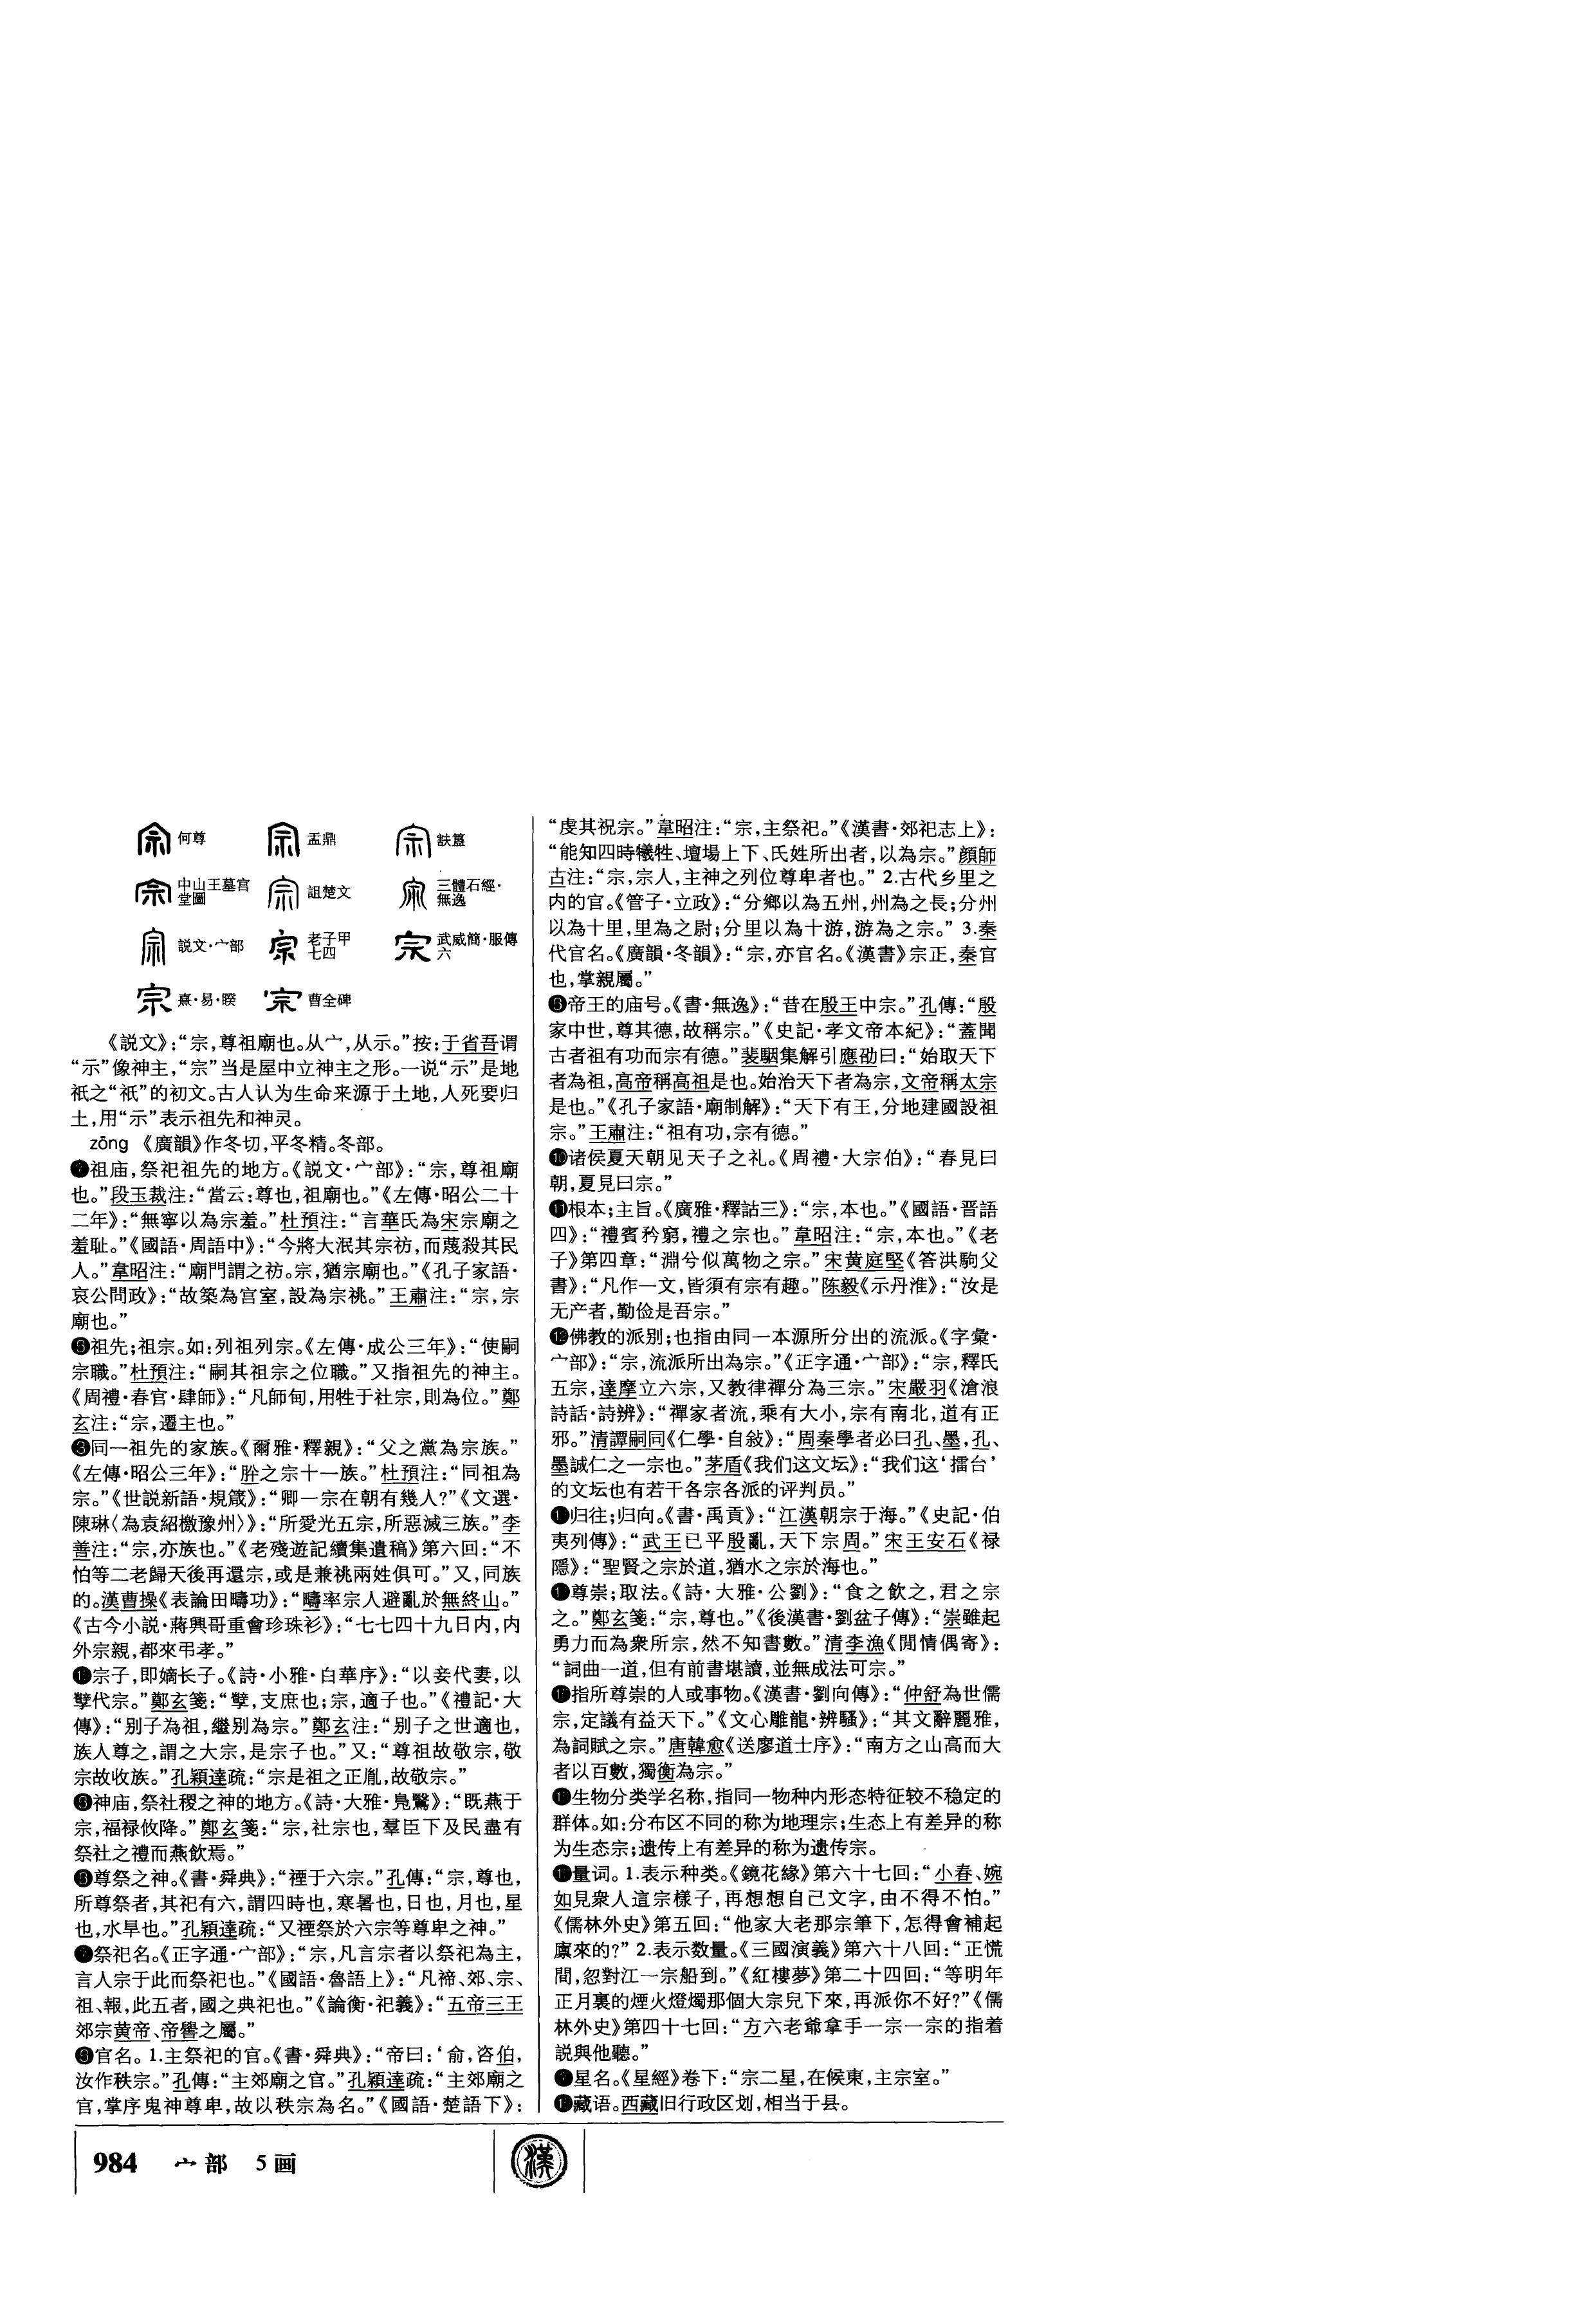 何尊 盂鼎 㝬簋
中山王墓宫堂圖 詛楚文 三體石經·無逸
説文·宀部 老子甲七四 武威簡·服傳六
熹·易·睽 曹全碑
《説文》:“宗,尊祖廟也。从宀,从示。”按:于省吾谓
“示”像神主,“宗”当是屋中立神主之形。一说“示”是地
祇之“祇”的初文。古人认为生命来源于土地,人死要归
土,用“示”表示祖先和神灵。
zōng 《廣韻》作冬切,平冬精。冬部。
祖庙,祭祀祖先的地方。《説文·宀部》:“宗,尊祖廟
也。”段玉裁注:“當云:尊也,祖廟也。”《左傳·昭公二十
二年》:“無寧以為宗羞。”杜預注:“言華氏為宋宗廟之
羞耻。”《國語·周語中》:“今將大泯其宗祊,而蔑殺其民
人。”韋昭注:“廟門謂之祊。宗,猶宗廟也。”《孔子家語·
哀公問政》:“故築為宫室,設為宗祧。”王肅注:“宗,宗
廟也。”
祖先;祖宗。如:列祖列宗。《左傳·成公三年》:“使嗣
宗職。”杜預注:“嗣其祖宗之位職。”又指祖先的神主。
《周禮·春官·肆師》:“凡師甸,用牲于社宗,則為位。”鄭
玄注:“宗,遷主也。”
❸同一祖先的家族。《爾雅·釋親》:“父之黨為宗族。”
《左傳·昭公三年》:“肸之宗十一族。”杜預注:“同祖為
宗。”《世説新語·規箴》:“卿一宗在朝有幾人?”《文選·
陳琳〈為袁紹檄豫州〉》:“所愛光五宗,所惡滅三族。”李
善注:“宗,亦族也。”《老殘遊記續集遺稿》第六回:“不
怕等二老歸天後再還宗,或是兼祧兩姓俱可。”又,同族
的。漢曹操《表論田疇功》:“疇率宗人避亂於無終山。”
《古今小説·蔣興哥重會珍珠衫》:“七七四十九日内,内
外宗親,都來弔孝。”
宗子,即嫡长子。《詩·小雅·白華序》:“以妾代妻,以
孽代宗。”鄭玄箋:“孽,支庶也;宗,適子也。”《禮記·大
傳》:“别子為祖,繼别為宗。”鄭玄注:“别子之世適也,
族人尊之,謂之大宗,是宗子也。”又:“尊祖故敬宗,敬
宗故收族。”孔穎達疏:“宗是祖之正胤,故敬宗。”
神庙,祭社稷之神的地方。《詩·大雅·鳧鷖》:“既燕于
宗,福禄攸降。”鄭玄箋:“宗,社宗也,羣臣下及民盡有
祭社之禮而燕飲焉。”
尊祭之神。《書·舜典》:“禋于六宗。”孔傳:“宗,尊也,
所尊祭者,其祀有六,謂四時也,寒暑也,日也,月也,星
也,水旱也。”孔穎達疏:“又禋祭於六宗等尊卑之神。”
祭祀名。《正字通·宀部》:“宗,凡言宗者以祭祀為主,
言人宗于此而祭祀也。”《國語·魯語上》:“凡禘、郊、宗、
祖、報,此五者,國之典祀也。”《論衡·祀義》:“五帝三王
郊宗黄帝、帝嚳之屬。”
官名。1.主祭祀的官。《書·舜典》:“帝曰:‘俞,咨伯,
汝作秩宗。”孔傳:“主郊廟之官。”孔穎達疏:“主郊廟之
官,掌序鬼神尊卑,故以秩宗為名。”《國語·楚語下》:
“虔其祝宗。”韋昭注:“宗,主祭祀。”《漢書·郊祀志上》:
“能知四時犧牲、壇場上下、氏姓所出者,以為宗。”顔師
古注:“宗,宗人,主神之列位尊卑者也。” 2.古代乡里之
内的官。《管子·立政》:“分鄉以為五州,州為之長;分州
以為十里,里為之尉;分里以為十游,游為之宗。” 3.秦
代官名。《廣韻·冬韻》:“宗,亦官名。《漢書》宗正,秦官
也,掌親屬。”
帝王的庙号。《書·無逸》:“昔在殷王中宗。”孔傳:“殷
家中世,尊其德,故稱宗。”《史記·孝文帝本紀》:“蓋聞
古者祖有功而宗有德。”裴駰集解引應劭曰:“始取天下
者為祖,高帝稱高祖是也。始治天下者為宗,文帝稱太宗
是也。”《孔子家語·廟制解》:“天下有王,分地建國設祖
宗。”王肅注:“祖有功,宗有德。”
❿诸侯夏天朝见天子之礼。《周禮·大宗伯》:“春見曰
朝,夏見曰宗。”
⓫根本;主旨。《廣雅·釋詁三》:“宗,本也。”《國語·晋語
四》:“禮賓矜窮,禮之宗也。”韋昭注:“宗,本也。”《老
子》第四章:“淵兮似萬物之宗。”宋黄庭堅《答洪駒父
書》:“凡作一文,皆須有宗有趣。”陈毅《示丹淮》:“汝是
无产者,勤俭是吾宗。”
⓬佛教的派别;也指由同一本源所分出的流派。《字彙·
宀部》:“宗,流派所出為宗。”《正字通·宀部》:“宗,釋氏
五宗,達摩立六宗,又教律禪分為三宗。”宋嚴羽《滄浪
詩話·詩辨》:“禪家者流,乘有大小,宗有南北,道有正
邪。”清譚嗣同《仁學·自敍》:“周秦學者必曰孔、墨,孔、
墨誠仁之一宗也。”茅盾《我们这文坛》:“我们这‘擂台’
的文坛也有若干各宗各派的评判员。”
归往;归向。《書·禹貢》:“江漢朝宗于海。”《史記·伯
夷列傳》:“武王已平殷亂,天下宗周。”宋王安石《禄
隱》:“聖賢之宗於道,猶水之宗於海也。”
尊崇;取法。《詩·大雅·公劉》:“食之飲之,君之宗
之。”鄭玄箋:“宗,尊也。”《後漢書·劉盆子傳》:“崇雖起
勇力而為衆所宗,然不知書數。”清李漁《閒情偶寄》:
“詞曲一道,但有前書堪讀,並無成法可宗。”
指所尊崇的人或事物。《漢書·劉向傳》:“仲舒為世儒
宗,定議有益天下。”《文心雕龍·辨騷》:“其文辭麗雅,
為詞賦之宗。”唐韓愈《送廖道士序》:“南方之山高而大
者以百數,獨衡為宗。”
生物分类学名称,指同一物种内形态特征较不稳定的
群体。如:分布区不同的称为地理宗;生态上有差异的称
为生态宗;遗传上有差异的称为遗传宗。
量词。1.表示种类。《鏡花緣》第六十七回:“小春、婉
如見衆人這宗樣子,再想想自己文字,由不得不怕。”
《儒林外史》第五回:“他家大老那宗筆下,怎得會補起
廪來的?” 2.表示数量。《三國演義》第六十八回:“正慌
間,忽對江一宗船到。”《紅樓夢》第二十四回:“等明年
正月裏的煙火燈燭那個大宗兒下來,再派你不好?”《儒
林外史》第四十七回:“方六老爺拿手一宗一宗的指着
説與他聽。”
星名。《星經》卷下:“宗二星,在候東,主宗室。”
藏语。西藏旧行政区划,相当于县。
984 宀部 5画
漢